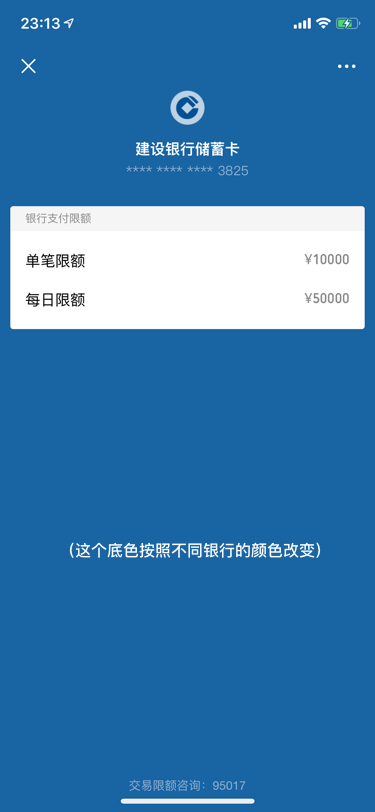 23:13
建设银行储蓄卡
**** **** **** 3825
银行支付限额
单笔限额 ¥10000
每日限额 ¥50000
（这个底色按照不同银行的颜色改变）
交易限额咨询：95017